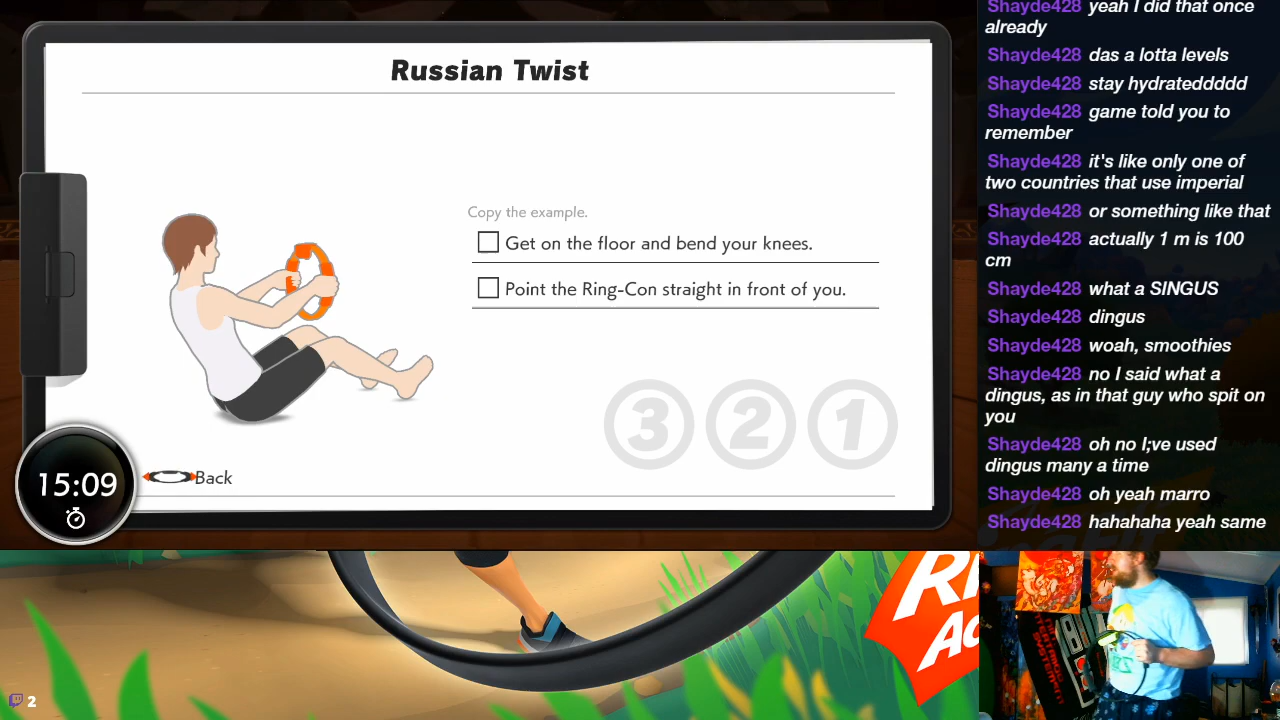 Russian Twist
Copy the example.
Get on the floor and bend your knees.
Point the Ring-Con straight in front of you.
3 2 1
15:09
Back
2
Shayde428 yeah I did that once
already
Shayde428 das a lotta levels
Shayde428 stay hydrateddddd
Shayde428 game told you to
remember
Shayde428 it's like only one of
two countries that use imperial
Shayde428 or something like that
Shayde428 actually 1 m is 100
cm
Shayde428 what a SINGUS
Shayde428 dingus
Shayde428 woah, smoothies
Shayde428 no I said what a
dingus, as in that guy who spit on
you
Shayde428 oh no I;ve used
dingus many a time
Shayde428 oh yeah marro
Shayde428 hahahaha yeah same